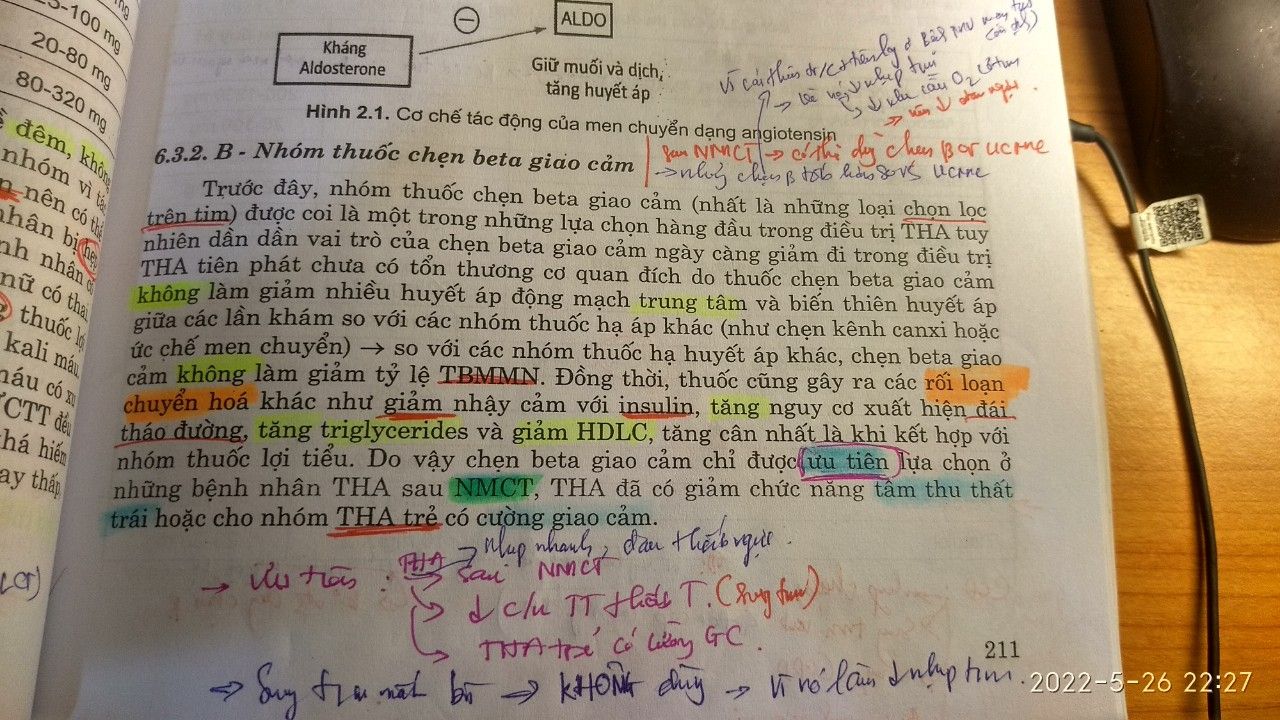 25-100 mg
20-80 mg
80-320 mg
mg
đêm, không
nhóm vì tá
nên có thể
nhân bị hẹp
nh nhân c
nữ có thai
thuốc lợi
kali máu
náu có x
CTT đều
há hiếm
ay thấp
Kháng
Aldosterone
−
ALDO
Giữ muối và dịch,
tăng huyết áp
Hình 2.1. Cơ chế tác động của men chuyển dạng angiotensin
↓ nhu cầu O2 cơ tim
6.3.2. B - Nhóm thuốc chẹn beta giao cảm
Sau NMCT → có thể dùng chẹn β or UCMC
→ những chẹn β tốt hơn so với UCMC
Trước đây, nhóm thuốc chẹn beta giao cảm (nhất là những loại chọn lọc
trên tim) được coi là một trong những lựa chọn hàng đầu trong điều trị THA tuy
nhiên dần dần vai trò của chẹn beta giao cảm ngày càng giảm đi trong điều trị
THA tiên phát chưa có tổn thương cơ quan đích do thuốc chẹn beta giao cảm
không làm giảm nhiều huyết áp động mạch trung tâm và biến thiên huyết áp
giữa các lần khám so với các nhóm thuốc hạ áp khác (như chẹn kênh canxi hoặc
ức chế men chuyển) → so với các nhóm thuốc hạ huyết áp khác, chẹn beta giao
cảm không làm giảm tỷ lệ TBMMN. Đồng thời, thuốc cũng gây ra các rối loạn
chuyển hoá khác như giảm nhậy cảm với insulin, tăng nguy cơ xuất hiện đái
tháo đường, tăng triglycerides và giảm HDLC, tăng cân nhất là khi kết hợp với
nhóm thuốc lợi tiểu. Do vậy chẹn beta giao cảm chỉ được ưu tiên lựa chọn ở
những bệnh nhân THA sau NMCT, THA đã có giảm chức năng tâm thu thất
trái hoặc cho nhóm THA trẻ có cường giao cảm.
THA → nhịp nhanh, đau thắt ngực.
→ ưu tiên : sau NMCT
↓ c/n TT thất T. (Suy tim)
THA trẻ có cường GC.
211
⇒ Suy tim mất bù → KHÔNG dùng → Vì nó làm ↓ nhịp tim.
2022-5-26 22:27